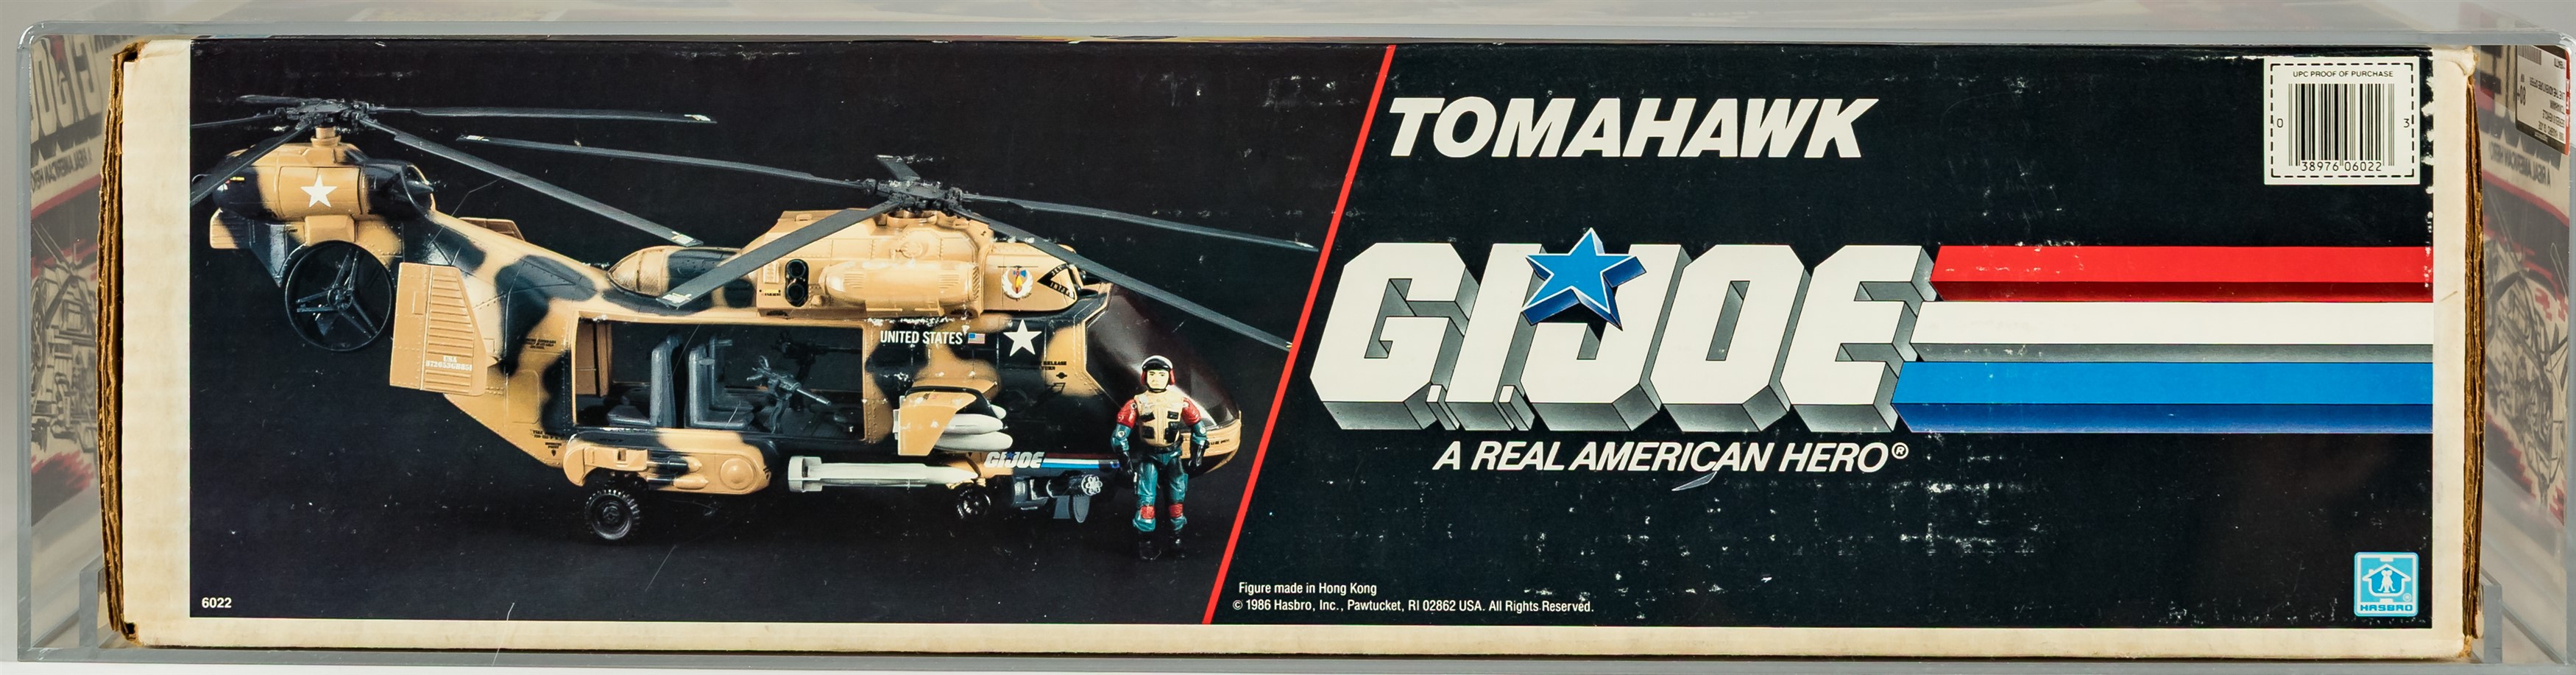 TOMAHAWK
UPC PROOF OF PURCHASE
0 38976 06022 3
G.I. JOE
A REAL AMERICAN HERO®
UNITED STATES
USA
G.I. JOE
6022
Figure made in Hong Kong
© 1986 Hasbro, Inc., Pawtucket, RI 02862 USA. All Rights Reserved.
HASBRO